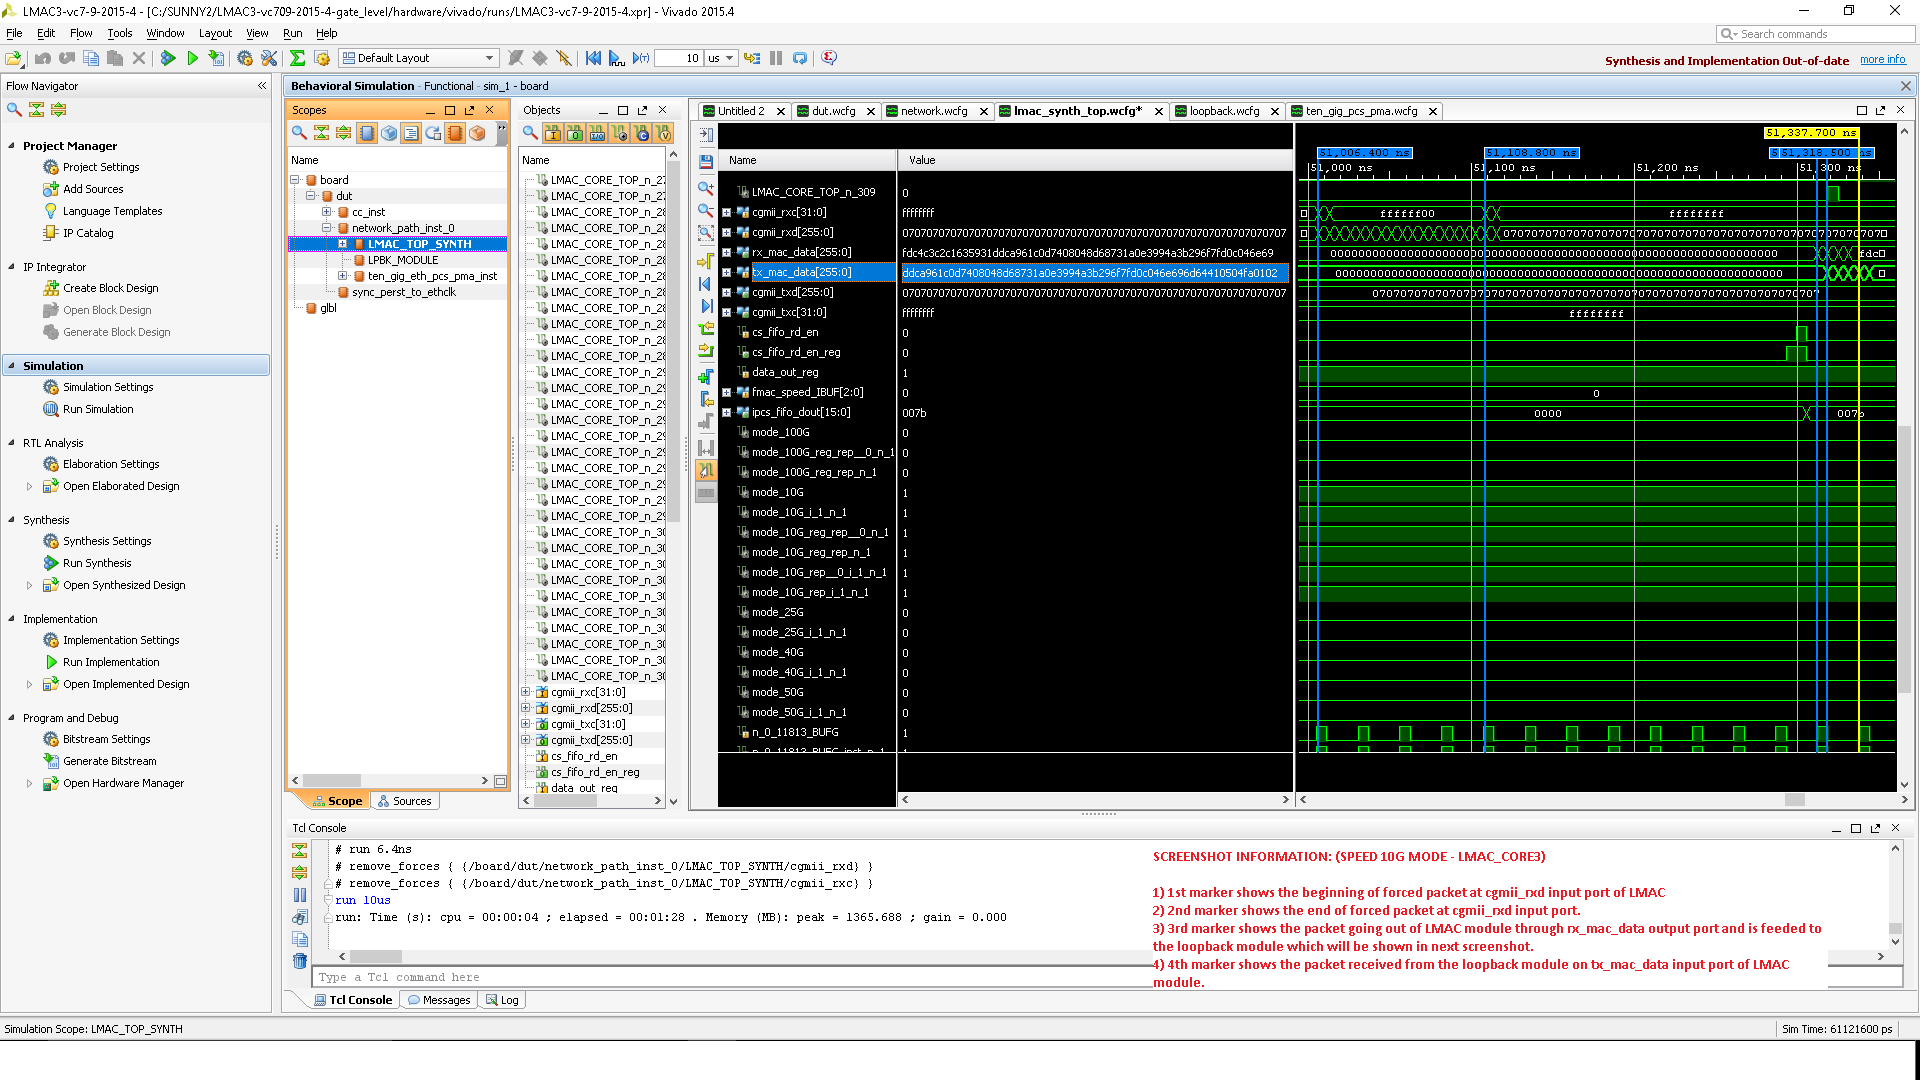 LMAC3-vc7-9-2015-4 - [C:/SUNNY2/LMAC3-vc709-2015-4-gate_level/hardware/vivado/runs/LMAC3-vc7-9-2015-4.xpr] - Vivado 2015.4
File Edit Flow Tools Window Layout View Run Help
Search commands
Default Layout
10 us
Synthesis and Implementation Out-of-date more info
Flow Navigator
Project Manager
Project Settings
Add Sources
Language Templates
IP Catalog
IP Integrator
Create Block Design
Open Block Design
Generate Block Design
Simulation
Simulation Settings
Run Simulation
RTL Analysis
Elaboration Settings
Open Elaborated Design
Synthesis
Synthesis Settings
Run Synthesis
Open Synthesized Design
Implementation
Implementation Settings
Run Implementation
Open Implemented Design
Program and Debug
Bitstream Settings
Generate Bitstream
Open Hardware Manager
Behavioral Simulation - Functional - sim_1 - board
Scopes
Name
board
dut
cc_inst
network_path_inst_0
LMAC_TOP_SYNTH
LPBK_MODULE
ten_gig_eth_pcs_pma_inst
sync_perst_to_ethclk
glbl
Scope Sources
Objects
Name
LMAC_CORE_TOP_n_27
LMAC_CORE_TOP_n_27
LMAC_CORE_TOP_n_28
LMAC_CORE_TOP_n_28
LMAC_CORE_TOP_n_28
LMAC_CORE_TOP_n_28
LMAC_CORE_TOP_n_28
LMAC_CORE_TOP_n_28
LMAC_CORE_TOP_n_28
LMAC_CORE_TOP_n_28
LMAC_CORE_TOP_n_28
LMAC_CORE_TOP_n_28
LMAC_CORE_TOP_n_29
LMAC_CORE_TOP_n_29
LMAC_CORE_TOP_n_29
LMAC_CORE_TOP_n_29
LMAC_CORE_TOP_n_29
LMAC_CORE_TOP_n_29
LMAC_CORE_TOP_n_29
LMAC_CORE_TOP_n_29
LMAC_CORE_TOP_n_29
LMAC_CORE_TOP_n_29
LMAC_CORE_TOP_n_30
LMAC_CORE_TOP_n_30
LMAC_CORE_TOP_n_30
LMAC_CORE_TOP_n_30
LMAC_CORE_TOP_n_30
LMAC_CORE_TOP_n_30
LMAC_CORE_TOP_n_30
LMAC_CORE_TOP_n_30
LMAC_CORE_TOP_n_30
LMAC_CORE_TOP_n_30
cgmii_rxc[31:0]
cgmii_rxd[255:0]
cgmii_txc[31:0]
cgmii_txd[255:0]
cs_fifo_rd_en
cs_fifo_rd_en_reg
data_out_reg
Untitled 2 dut.wcfg network.wcfg lmac_synth_top.wcfg* loopback.wcfg ten_gig_pcs_pma.wcfg
Name Value
LMAC_CORE_TOP_n_309 0
cgmii_rxc[31:0] ffffffff
cgmii_rxd[255:0] 0707070707070707070707070707070707070707070707070707070707
rx_mac_data[255:0] fdc4c3c2c1635931ddca961c0d7408048d68731a0e3994a3b296f7fd0c046e69
tx_mac_data[255:0] ddca961c0d7408048d68731a0e3994a3b296f7fd0c046e696d64410504fa0102
cgmii_txd[255:0] 0707070707070707070707070707070707070707070707070707070707
cgmii_txc[31:0] ffffffff
cs_fifo_rd_en 0
cs_fifo_rd_en_reg 0
data_out_reg 1
fmac_speed_IBUF[2:0] 0
ipcs_fifo_dout[15:0] 007b
mode_100G 0
mode_100G_reg_rep__0_n_1 0
mode_100G_reg_rep_n_1 0
mode_10G 1
mode_10G_i_1_n_1 1
mode_10G_reg_rep__0_n_1 1
mode_10G_reg_rep_n_1 1
mode_10G_rep__0_i_1_n_1 1
mode_10G_rep_i_1_n_1 1
mode_25G 0
mode_25G_i_1_n_1 0
mode_40G 0
mode_40G_i_1_n_1 0
mode_50G 0
mode_50G_i_1_n_1 0
n_0_11813_BUFG 1
n_0_11813_BUFG_inst_n_1 1
51,337.700 ns
51,006.400 ns 51,108.800 ns 51,318.500 ns
51,000 ns 51,100 ns 51,200 ns 51,300 ns
ffffff00 ffffffff
ffffffff
0
0000 007b
Tcl Console
# run 6.4ns
# remove_forces { {/board/dut/network_path_inst_0/LMAC_TOP_SYNTH/cgmii_rxd} }
# remove_forces { {/board/dut/network_path_inst_0/LMAC_TOP_SYNTH/cgmii_rxc} }
run 10us
run: Time (s): cpu = 00:00:04 ; elapsed = 00:01:28 . Memory (MB): peak = 1365.688 ; gain = 0.000
Type a Tcl command here
Tcl Console Messages Log
SCREENSHOT INFORMATION: (SPEED 10G MODE - LMAC_CORE3)
1) 1st marker shows the beginning of forced packet at cgmii_rxd input port of LMAC
2) 2nd marker shows the end of forced packet at cgmii_rxd input port.
3) 3rd marker shows the packet going out of LMAC module through rx_mac_data output port and is feeded to
the loopback module which will be shown in next screenshot.
4) 4th marker shows the packet received from the loopback module on tx_mac_data input port of LMAC
module.
Simulation Scope: LMAC_TOP_SYNTH
Sim Time: 61121600 ps